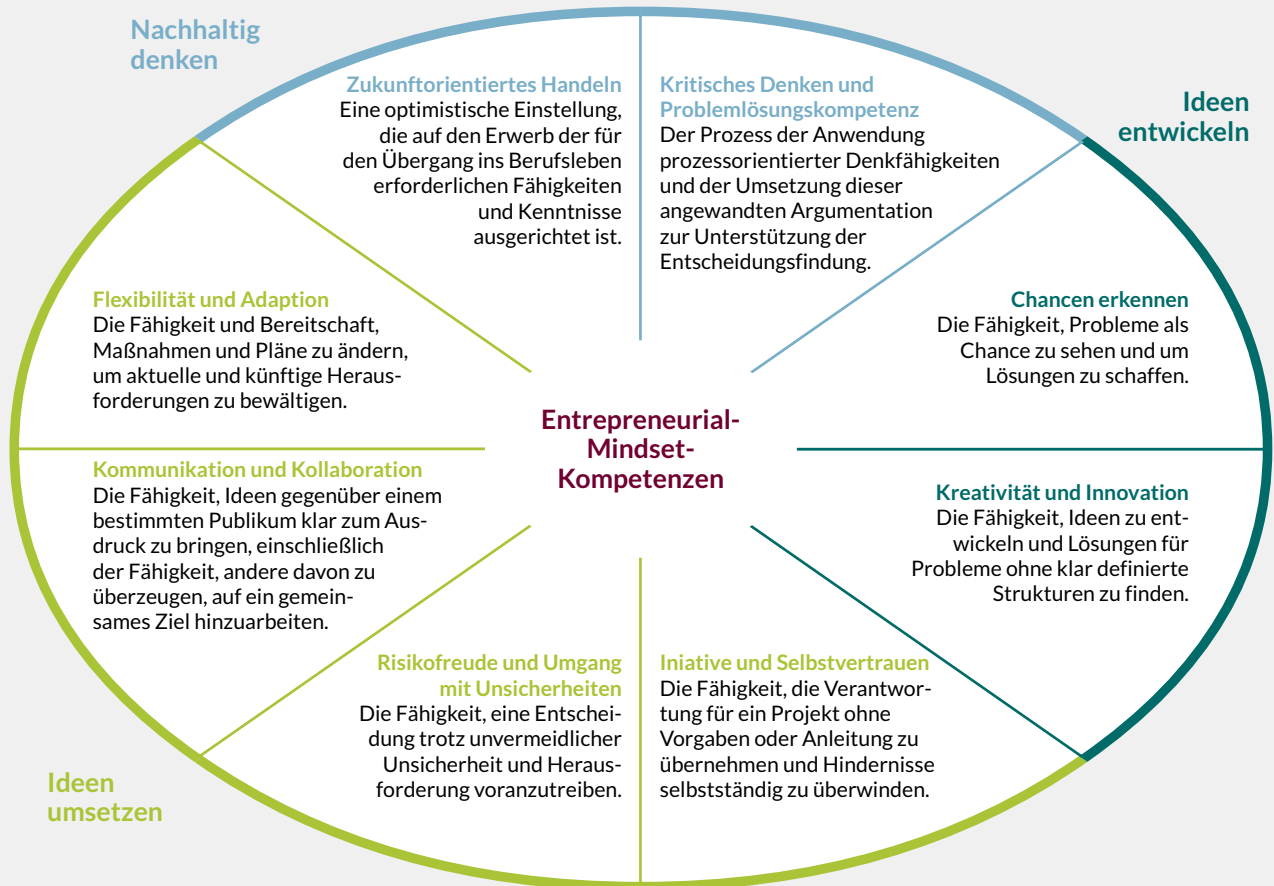 Nachhaltig
denken
Zukunftorientiertes Handeln
Eine optimistische Einstellung,
die auf den Erwerb der für
den Übergang ins Berufsleben
erforderlichen Fähigkeiten
und Kenntnisse
ausgerichtet ist.
Kritisches Denken und
Problemlösungskompetenz
Der Prozess der Anwendung
prozessorientierter Denkfähigkeiten
und der Umsetzung dieser
angewandten Argumentation
zur Unterstützung der
Entscheidungsfindung.
Ideen
entwickeln
Flexibilität und Adaption
Die Fähigkeit und Bereitschaft,
Maßnahmen und Pläne zu ändern,
um aktuelle und künftige Heraus-
forderungen zu bewältigen.
Chancen erkennen
Die Fähigkeit, Probleme als
Chance zu sehen und um
Lösungen zu schaffen.
Entrepreneurial-
Mindset-
Kompetenzen
Kommunikation und Kollaboration
Die Fähigkeit, Ideen gegenüber einem
bestimmten Publikum klar zum Aus-
druck zu bringen, einschließlich
der Fähigkeit, andere davon zu
überzeugen, auf ein gemein-
sames Ziel hinzuarbeiten.
Kreativität und Innovation
Die Fähigkeit, Ideen zu ent-
wickeln und Lösungen für
Probleme ohne klar definierte
Strukturen zu finden.
Risikofreude und Umgang
mit Unsicherheiten
Die Fähigkeit, eine Entschei-
dung trotz unvermeidlicher
Unsicherheit und Heraus-
forderung voranzutreiben.
Iniative und Selbstvertrauen
Die Fähigkeit, die Verantwor-
tung für ein Projekt ohne
Vorgaben oder Anleitung zu
übernehmen und Hindernisse
selbstständig zu überwinden.
Ideen
umsetzen